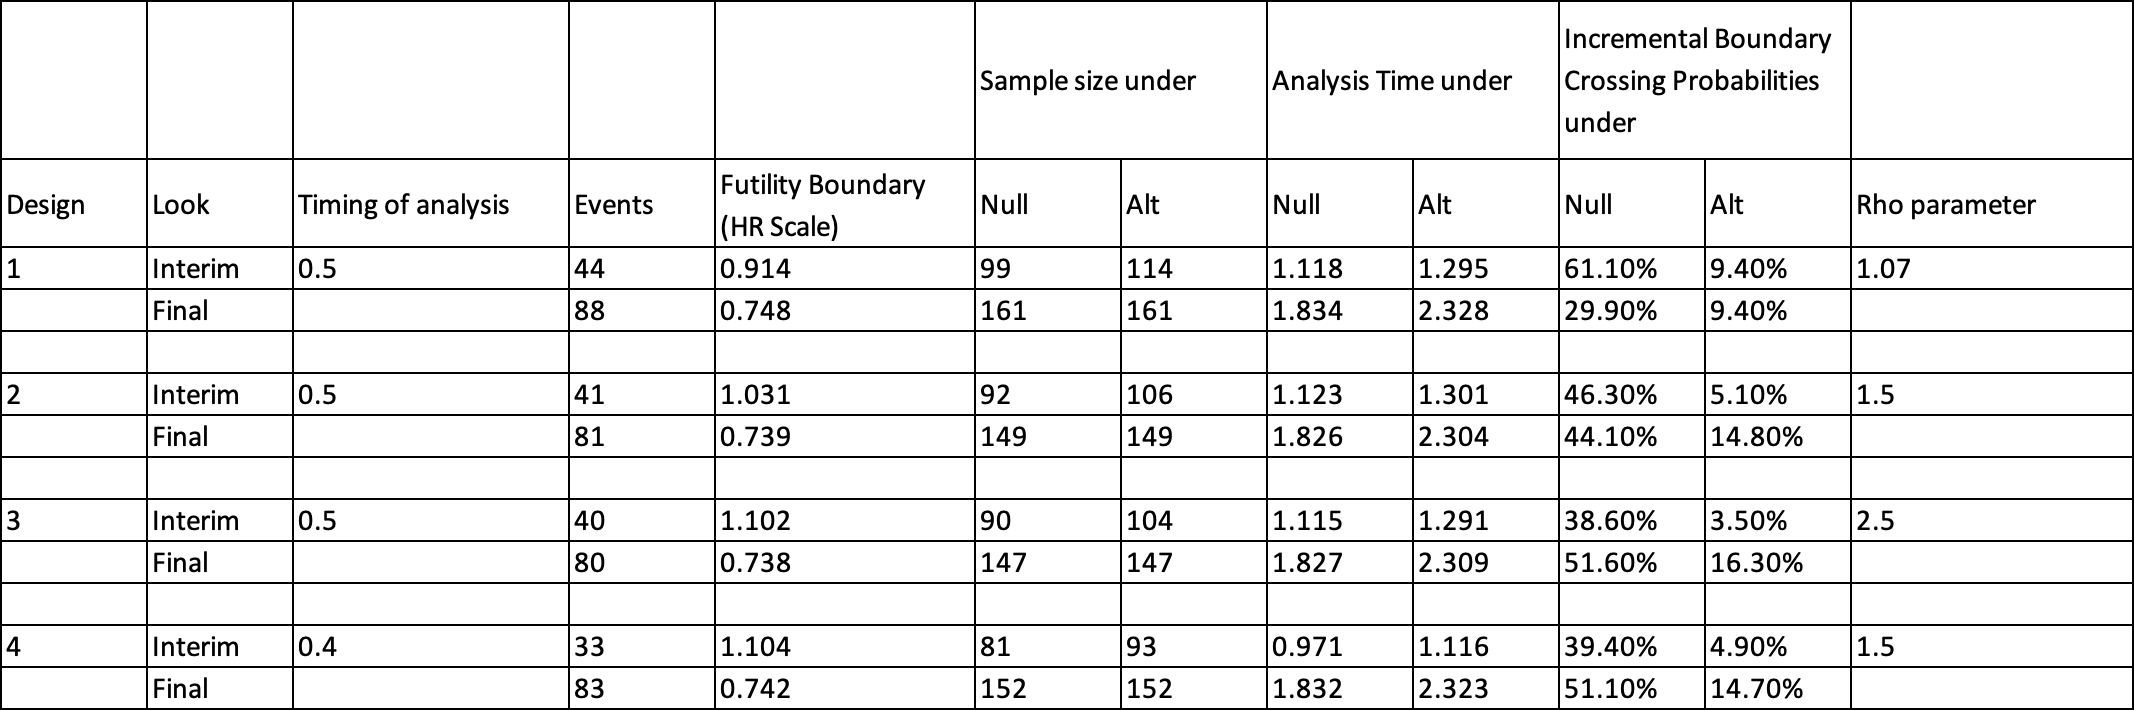 Sample size under Analysis Time under Incremental Boundary
Crossing Probabilities
under
Design Look Timing of analysis Events Futility Boundary
(HR Scale) Null Alt Null Alt Null Alt Rho parameter
1 Interim 0.5 44 0.914 99 114 1.118 1.295 61.10% 9.40% 1.07
Final 88 0.748 161 161 1.834 2.328 29.90% 9.40%
2 Interim 0.5 41 1.031 92 106 1.123 1.301 46.30% 5.10% 1.5
Final 81 0.739 149 149 1.826 2.304 44.10% 14.80%
3 Interim 0.5 40 1.102 90 104 1.115 1.291 38.60% 3.50% 2.5
Final 80 0.738 147 147 1.827 2.309 51.60% 16.30%
4 Interim 0.4 33 1.104 81 93 0.971 1.116 39.40% 4.90% 1.5
Final 83 0.742 152 152 1.832 2.323 51.10% 14.70%